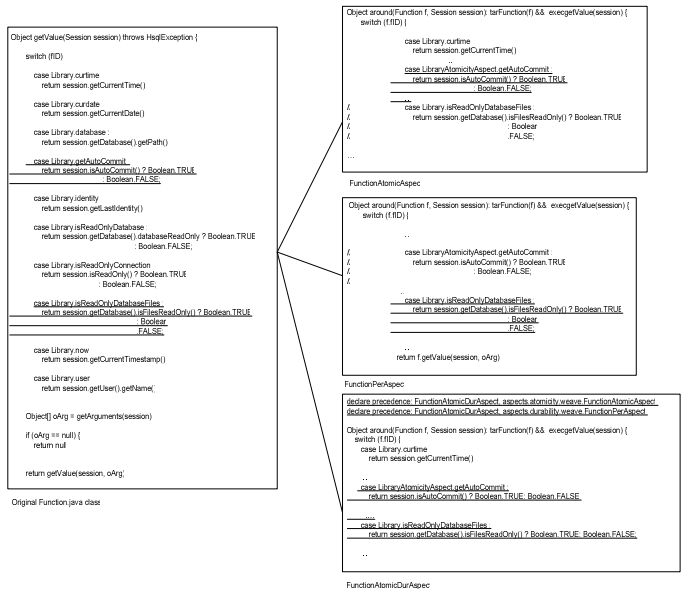 Object getValue(Session session) throws HsqlException {
switch (fID)
case Library.curtime
return session.getCurrentTime()
case Library.curdate
return session.getCurrentDate()
case Library.database :
return session.getDatabase().getPath()
case Library.getAutoCommit
return session.isAutoCommit() ? Boolean.TRUE
: Boolean.FALSE;
case Library.identity
return session.getLastIdentity()
case Library.isReadOnlyDatabase
return session.getDatabase().databaseReadOnly ? Boolean.TRUE
: Boolean.FALSE;
case Library.isReadOnlyConnection
return session.isReadOnly() ? Boolean.TRUE
: Boolean.FALSE;
case Library.isReadOnlyDatabaseFiles :
return session.getDatabase().isFilesReadOnly() ? Boolean.TRUE
: Boolear
.FALSE;
case Library.now
return session.getCurrentTimestamp()
case Library.user
return session.getUser().getName(
Object[] oArg = getArguments(session)
if (oArg == null) {
return null
return getValue(session, oArg)
Original Function.java class
Object around(Function f, Session session): tarFunction(f) && execgetValue(session) {
switch (f.fID) {
case Library.curtime
return session.getCurrentTime()
..
case LibraryAtomicityAspect.getAutoCommit :
return session.isAutoCommit() ? Boolean.TRUE
: Boolean.FALSE;
..
/. case Library.isReadOnlyDatabaseFiles :
/. return session.getDatabase().isFilesReadOnly() ? Boolean.TRUE
/. : Boolear
/. .FALSE;
...
FunctionAtomicAspec
Object around(Function f, Session session): tarFunction(f) && execgetValue(session) {
switch (f.fID) {
..
/. case LibraryAtomicityAspect.getAutoCommit :
/. return session.isAutoCommit() ? Boolean.TRUE
/. : Boolean.FALSE;
/.
..
case Library.isReadOnlyDatabaseFiles :
return session.getDatabase().isFilesReadOnly() ? Boolean.TRUE
: Boolear
.FALSE;
..
return f.getValue(session, oArg)
FunctionPerAspec
declare precedence: FunctionAtomicDurAspect, aspects.atomicity.weave.FunctionAtomicAspect
declare precedence: FunctionAtomicDurAspect, aspects.durability.weave.FunctionPerAspect
Object around(Function f, Session session): tarFunction(f) && execgetValue(session) {
switch (f.fID) {
case Library.curtime
return session.getCurrentTime()
..
case LibraryAtomicityAspect.getAutoCommit :
return session.isAutoCommit() ? Boolean.TRUE: Boolean.FALSE
.....
case Library.isReadOnlyDatabaseFiles :
return session.getDatabase().isFilesReadOnly() ? Boolean.TRUE: Boolean.FALSE;
..
FunctionAtomicDurAspec